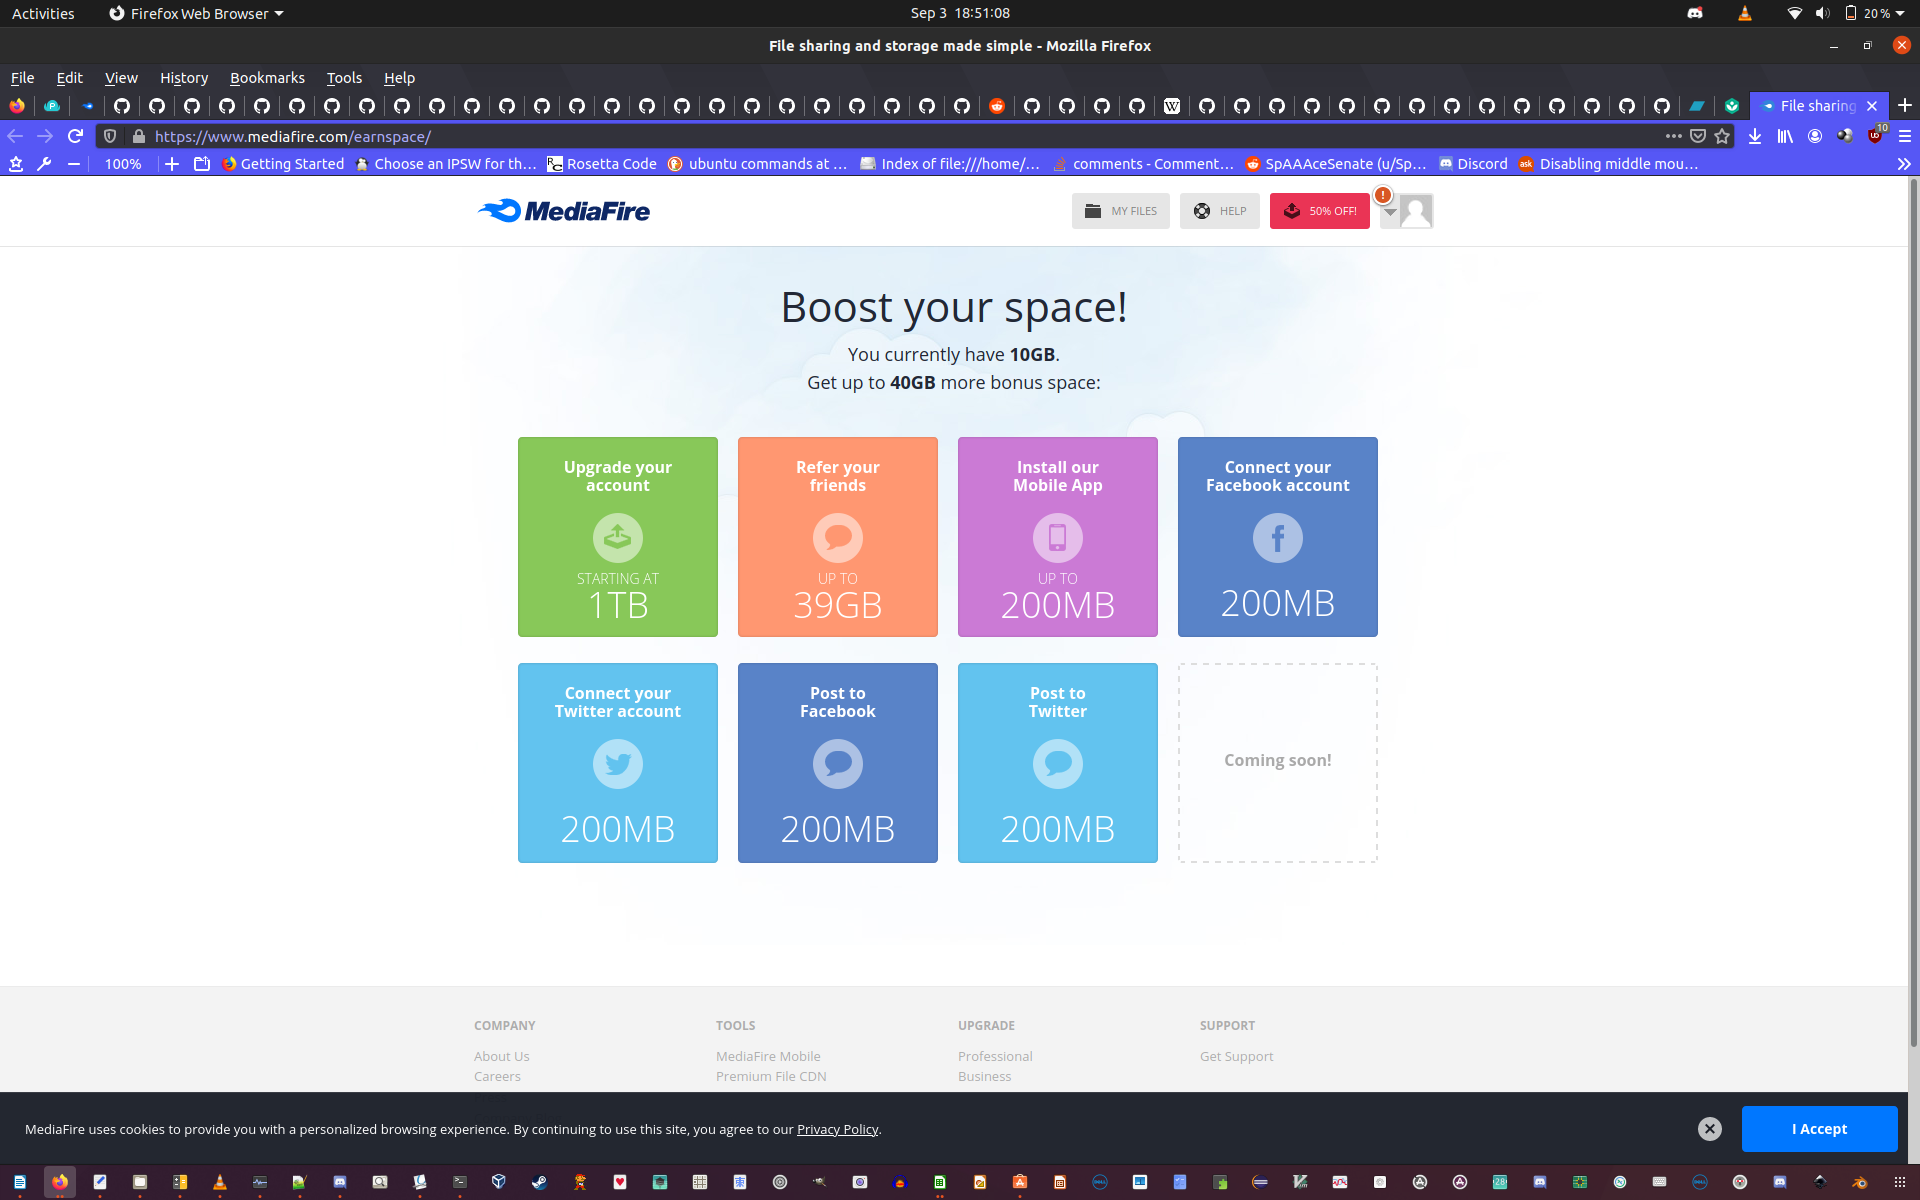 Activities
Firefox Web Browser
Sep 3 18:51:08
20 %
File sharing and storage made simple - Mozilla Firefox
File Edit View History Bookmarks Tools Help
File sharing
https://www.mediafire.com/earnspace/
10
100%
Getting Started
Choose an IPSW for th…
Rosetta Code
ubuntu commands at …
Index of file:///home/…
comments - Comment…
SpAAAceSenate (u/Sp…
Discord
Disabling middle mou…
MediaFire
MY FILES
HELP
50% OFF!
!
Boost your space!
You currently have 10GB.
Get up to 40GB more bonus space:
Upgrade your
account
STARTING AT
1TB
Refer your
friends
UP TO
39GB
Install our
Mobile App
UP TO
200MB
Connect your
Facebook account
200MB
Connect your
Twitter account
200MB
Post to
Facebook
200MB
Post to
Twitter
200MB
Coming soon!
COMPANY
About Us
Careers
TOOLS
MediaFire Mobile
Premium File CDN
UPGRADE
Professional
Business
SUPPORT
Get Support
MediaFire uses cookies to provide you with a personalized browsing experience. By continuing to use this site, you agree to our Privacy Policy.
I Accept